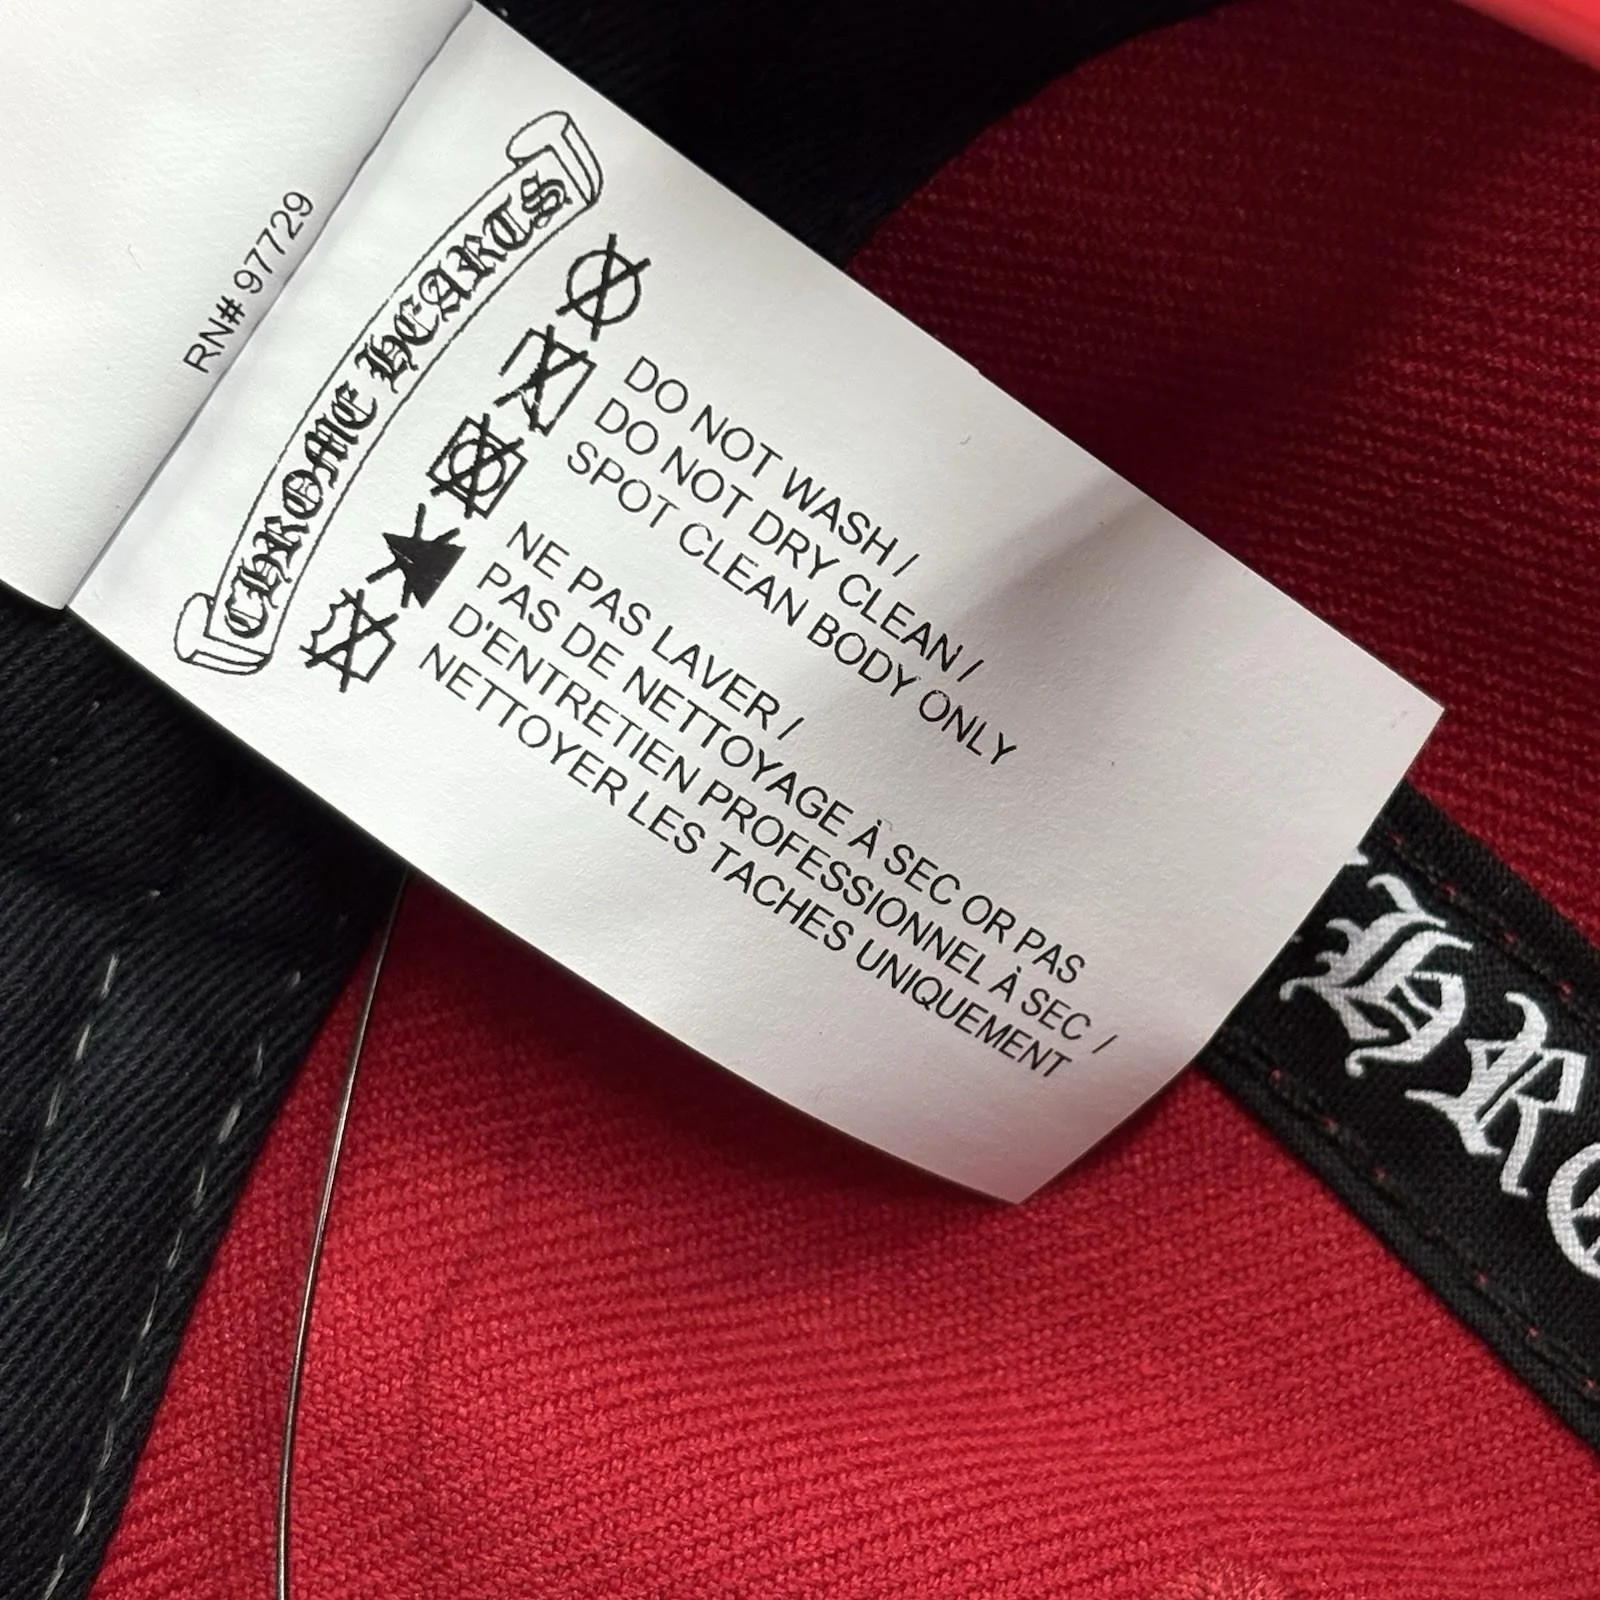 RN# 97729
CHROME HEARTS
DO NOT WASH /
DO NOT DRY CLEAN /
SPOT CLEAN BODY ONLY
NE PAS LAVER /
PAS DE NETTOYAGE À SEC OR PAS
D'ENTRETIEN PROFESSIONNEL À SEC /
NETTOYER LES TACHES UNIQUEMENT
HRO